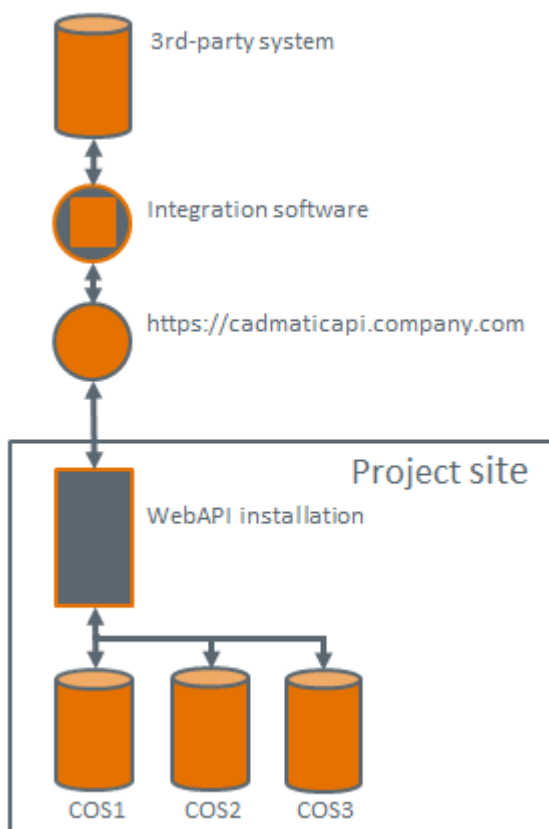 3rd-party system
Integration software
https://cadmaticapi.company.com
Project site
WebAPI installation
COS1
COS2
COS3